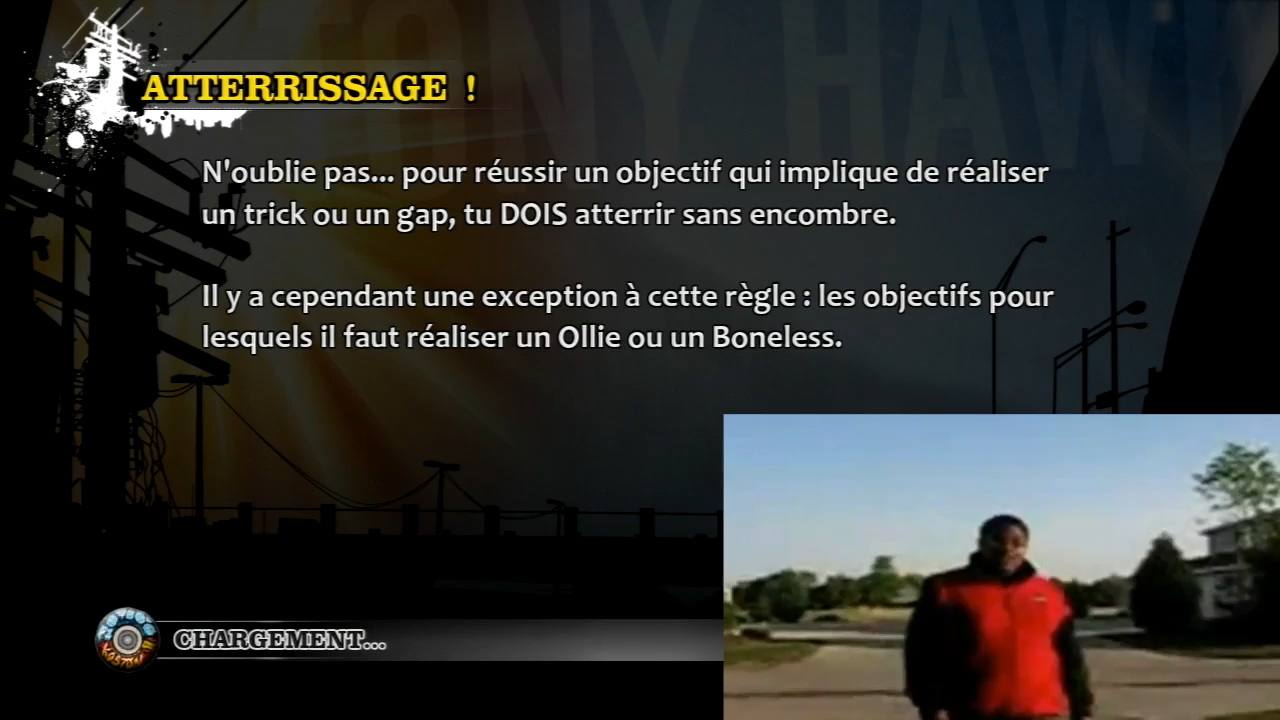 TONY HAWK
ATTERRISSAGE !
N'oublie pas... pour réussir un objectif qui implique de réaliser
un trick ou un gap, tu DOIS atterrir sans encombre.
Il y a cependant une exception à cette règle : les objectifs pour
lesquels il faut réaliser un Ollie ou un Boneless.
CHARGEMENT...